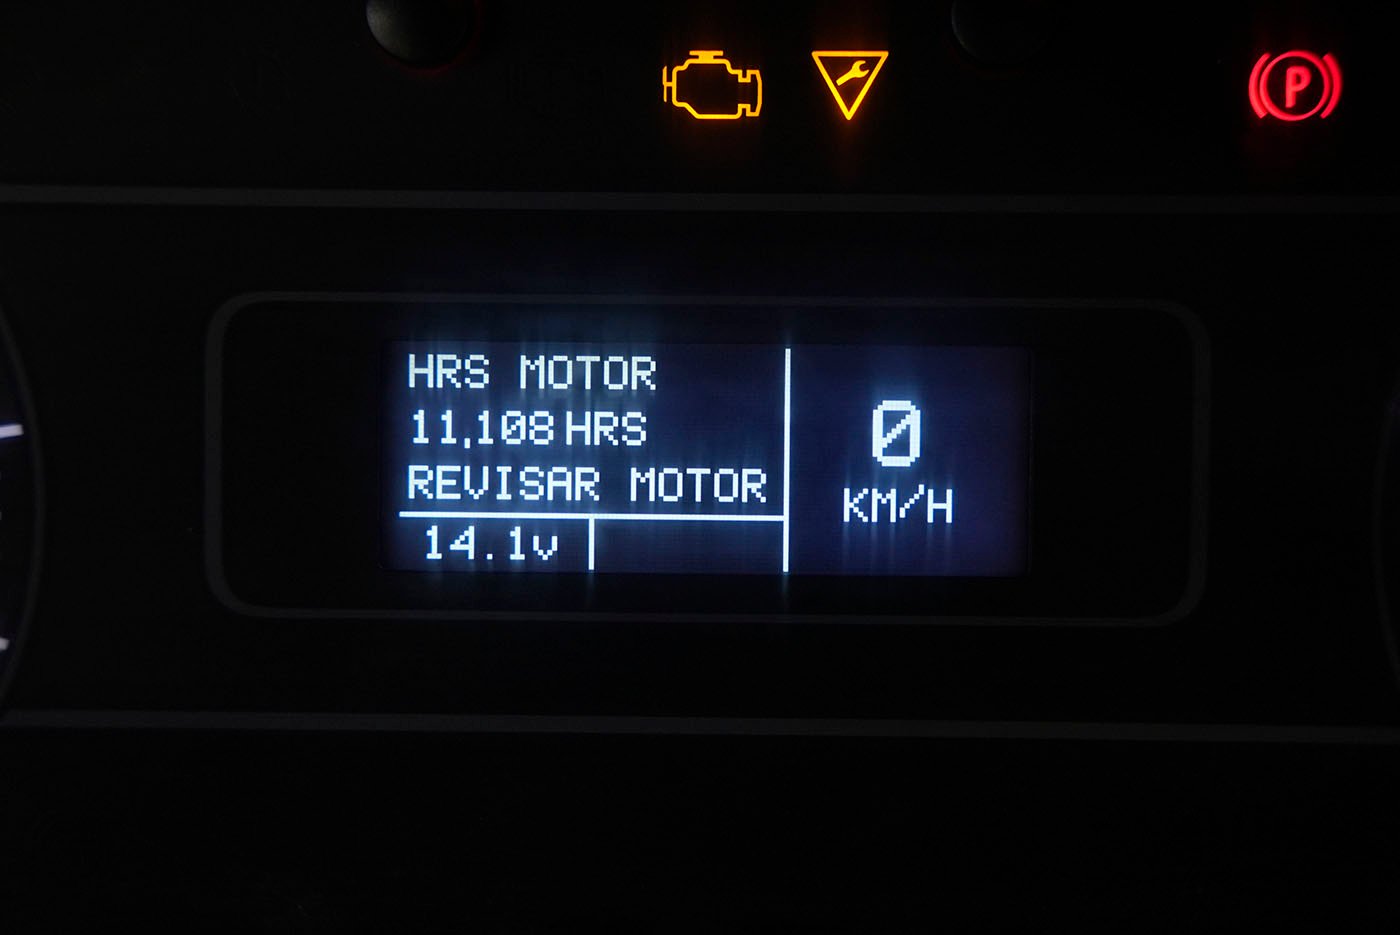 P
HRS MOTOR
11,108 HRS
REVISAR MOTOR
14.1v
0
KM/H